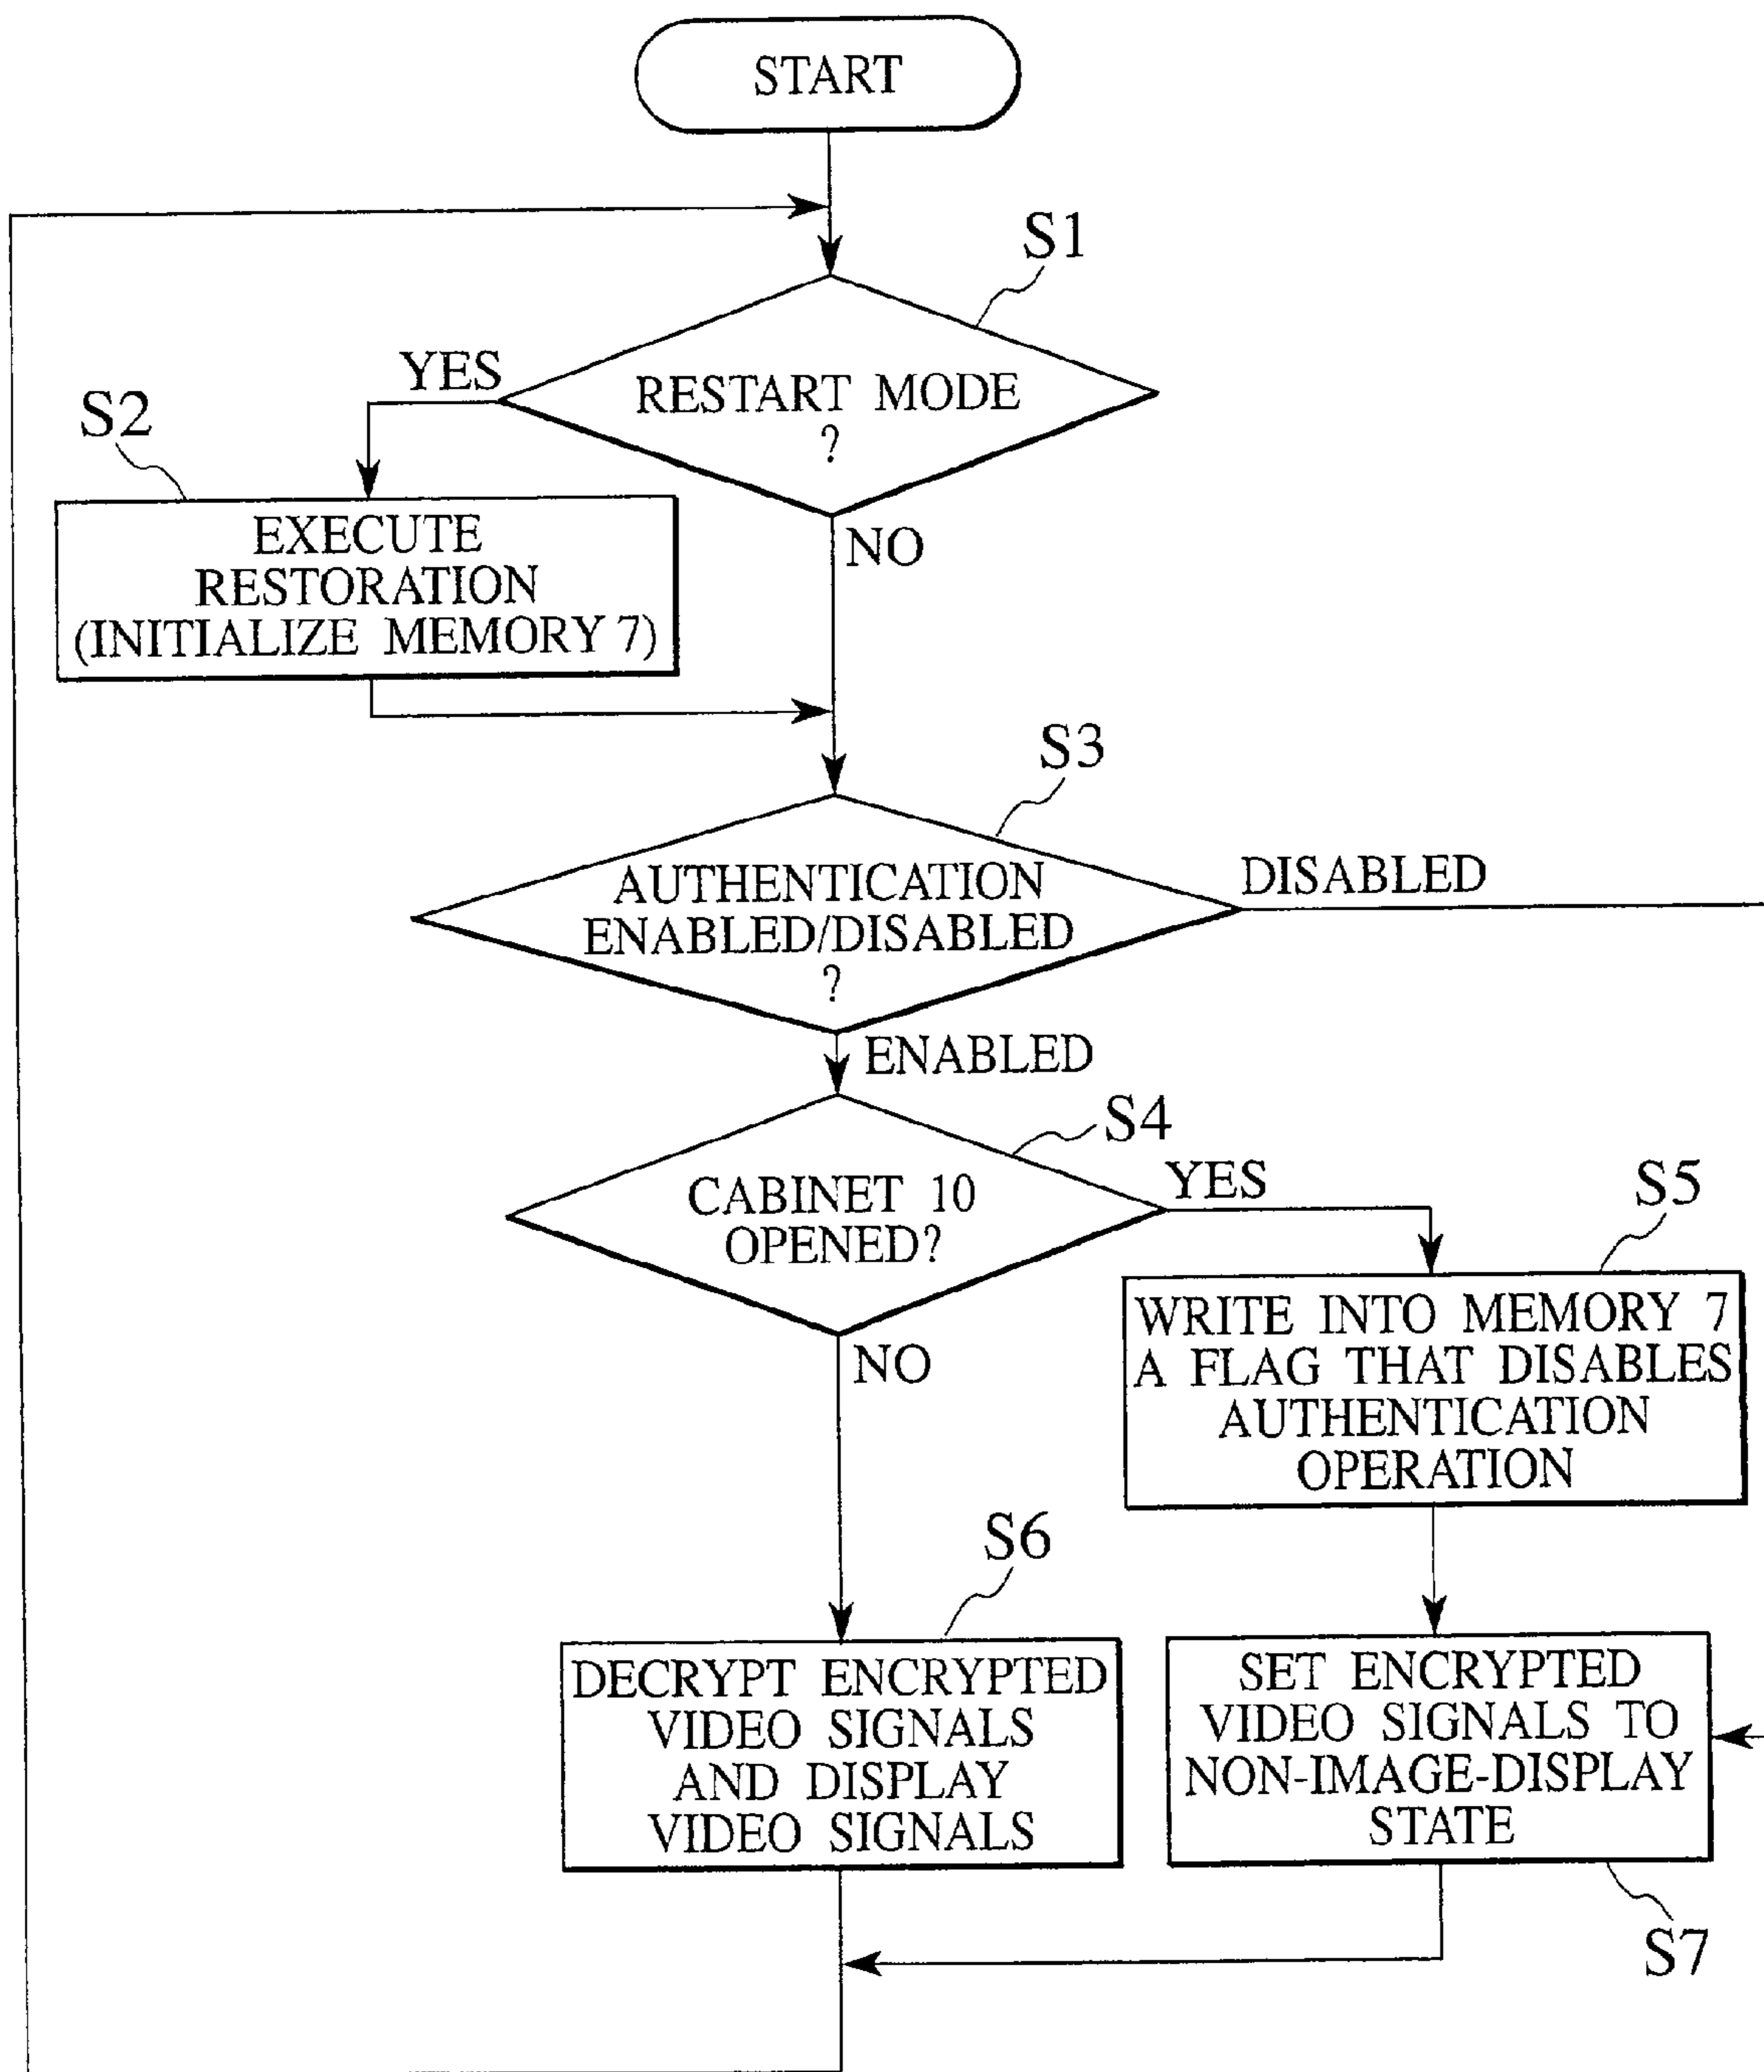 START
S1
YES
RESTART MODE
?
S2
NO
EXECUTE
RESTORATION
(INITIALIZE MEMORY 7)
S3
AUTHENTICATION
ENABLED/DISABLED
?
DISABLED
ENABLED
S4
CABINET 10
OPENED?
YES
NO
S5
WRITE INTO MEMORY 7
A FLAG THAT DISABLES
AUTHENTICATION
OPERATION
S6
DECRYPT ENCRYPTED
VIDEO SIGNALS
AND DISPLAY
VIDEO SIGNALS
SET ENCRYPTED
VIDEO SIGNALS TO
NON-IMAGE-DISPLAY
STATE
S7